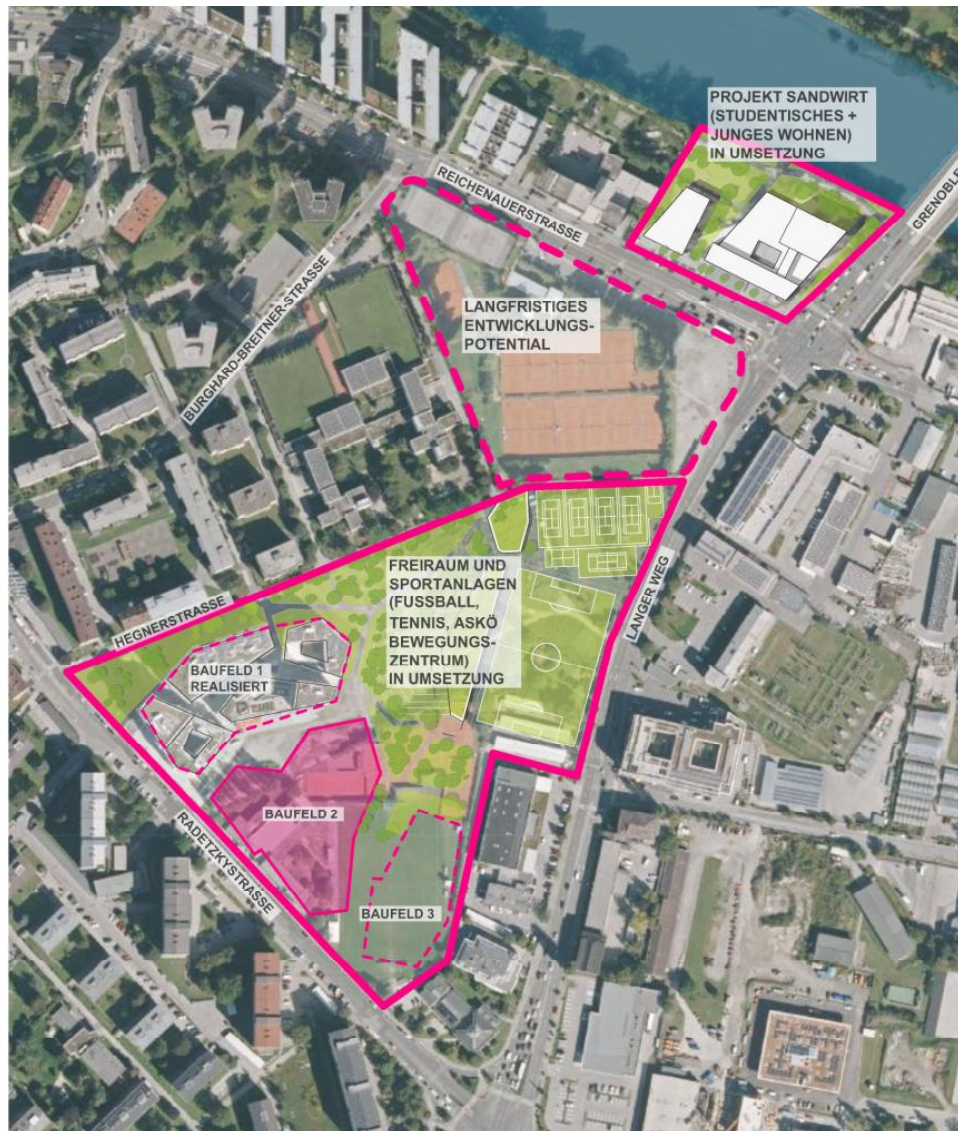 PROJEKT SANDWIRT
(STUDENTISCHES +
JUNGES WOHNEN)
IN UMSETZUNG
GRENOBLE
REICHENAUERSTRASSE
BURGHARD-BREITNER-STRASSE
LANGFRISTIGES
ENTWICKLUNGS-
POTENTIAL
HEGNERSTRASSE
FREIRAUM UND
SPORTANLAGEN
(FUSSBALL,
TENNIS, ASKÖ
BEWEGUNGS-
ZENTRUM)
IN UMSETZUNG
LANGER WEG
BAUFELD 1
REALISIERT
BAUFELD 2
RADETZKYSTRASSE
BAUFELD 3